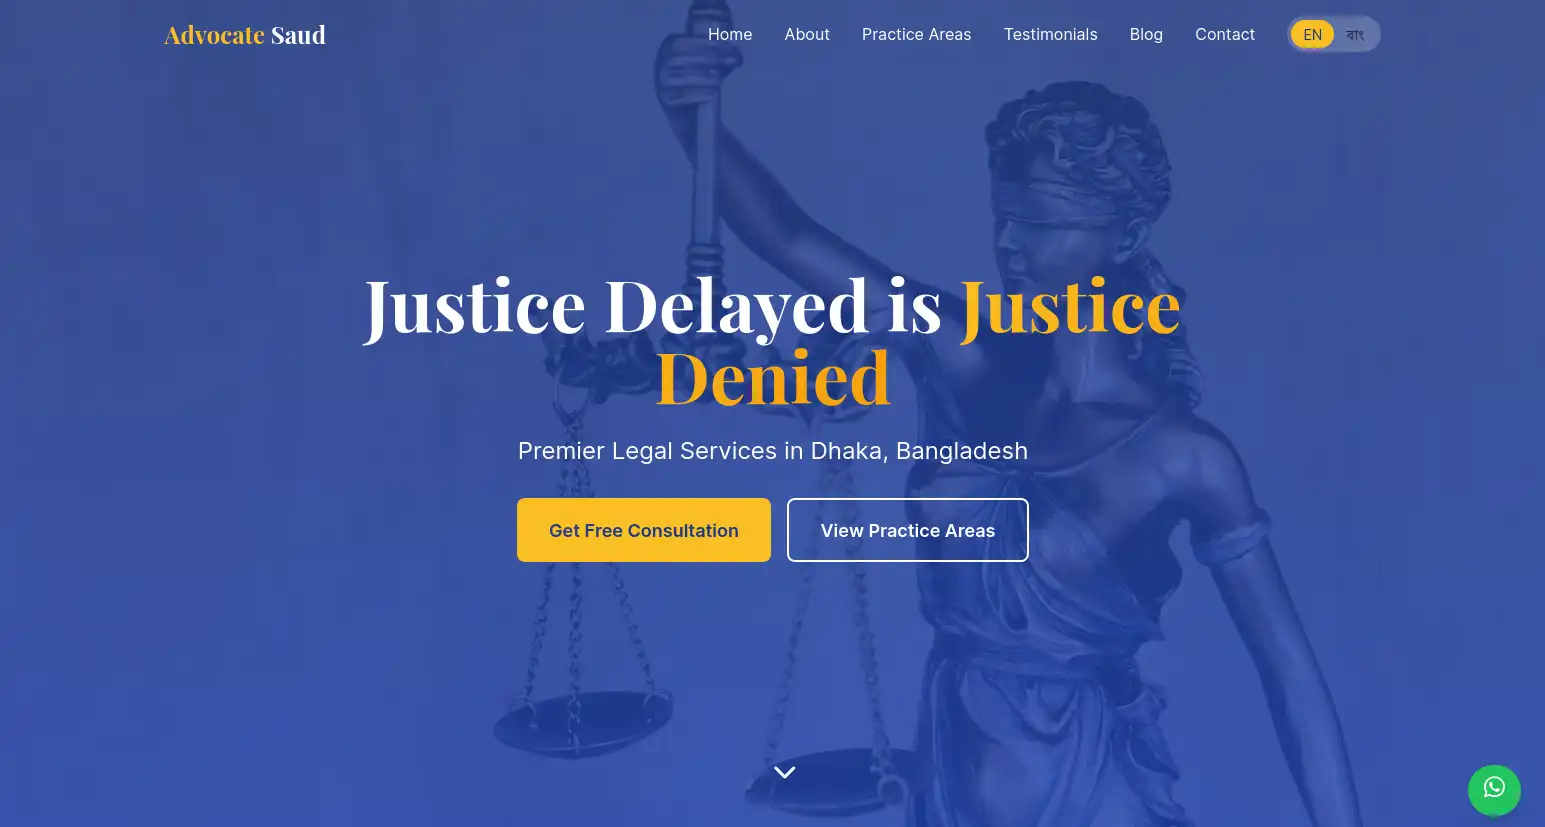 Advocate Saud
Home About Practice Areas Testimonials Blog Contact EN বাং
Justice Delayed is Justice
Denied
Premier Legal Services in Dhaka, Bangladesh
Get Free Consultation View Practice Areas